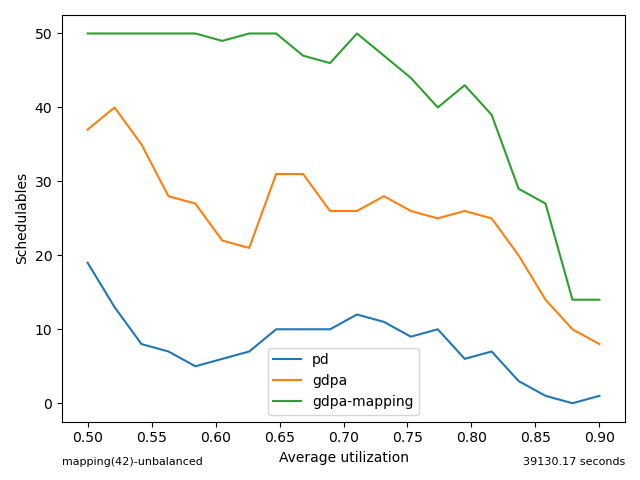 50
40
30
20
10
0
Schedulables
pd
gdpa
gdpa-mapping
0.50 0.55 0.60 0.65 0.70 0.75 0.80 0.85 0.90
Average utilization
mapping(42)-unbalanced
39130.17 seconds